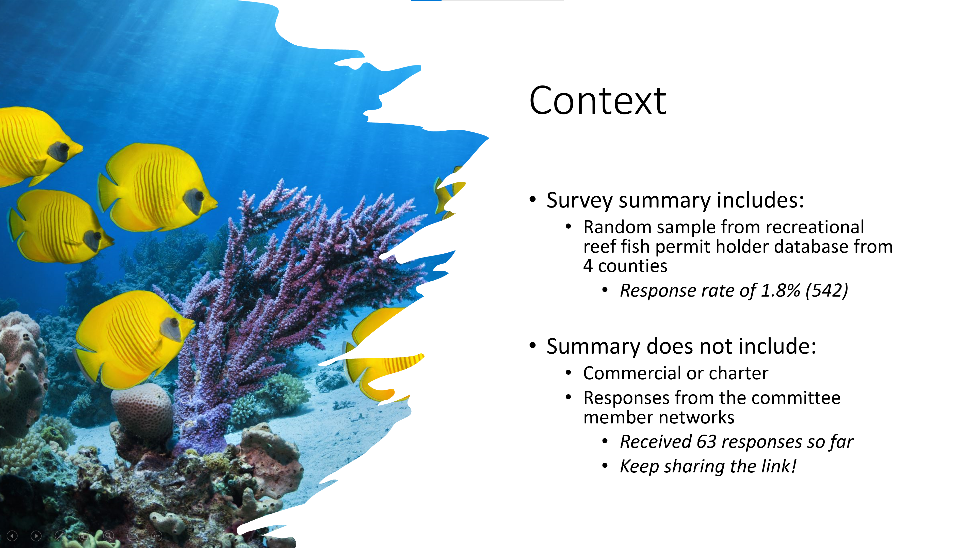 Context
• Survey summary includes:
• Random sample from recreational
reef fish permit holder database from
4 counties
• Response rate of 1.8% (542)
• Summary does not include:
• Commercial or charter
• Responses from the committee
member networks
• Received 63 responses so far
• Keep sharing the link!